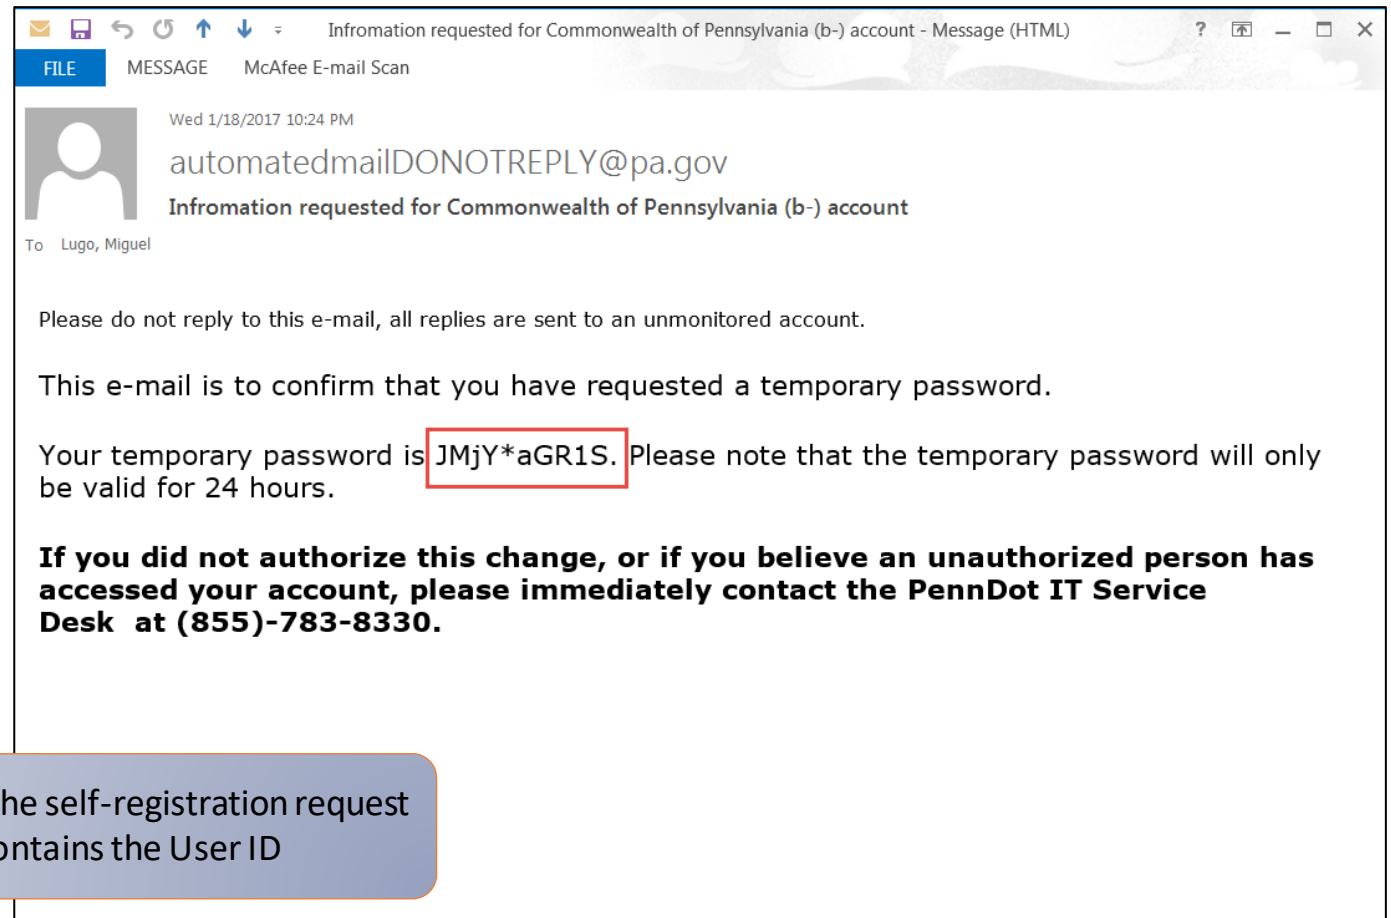 Infromation requested for Commonwealth of Pennsylvania (b-) account - Message (HTML)
FILE MESSAGE McAfee E-mail Scan
Wed 1/18/2017 10:24 PM
automatedmailDONOTREPLY@pa.gov
Infromation requested for Commonwealth of Pennsylvania (b-) account
To Lugo, Miguel
Please do not reply to this e-mail, all replies are sent to an unmonitored account.
This e-mail is to confirm that you have requested a temporary password.
Your temporary password is JMjY*aGR1S. Please note that the temporary password will only
be valid for 24 hours.
If you did not authorize this change, or if you believe an unauthorized person has
accessed your account, please immediately contact the PennDot IT Service
Desk at (855)-783-8330.
he self-registration request
ontains the User ID